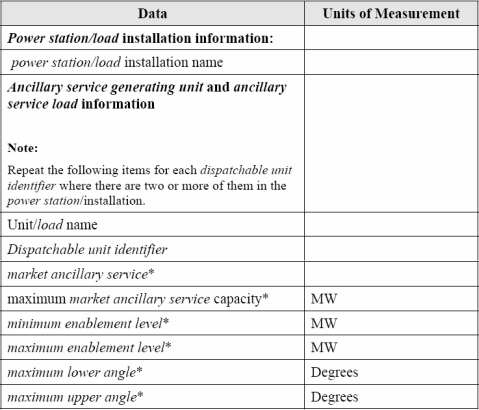 Data Units of Measurement
Power station/load installation information:
power station/load installation name
Ancillary service generating unit and ancillary
service load information
Note:
Repeat the following items for each dispatchable unit
identifier where there are two or more of them in the
power station/installation.
Unit/load name
Dispatchable unit identifier
market ancillary service*
maximum market ancillary service capacity* MW
minimum enablement level* MW
maximum enablement level* MW
maximum lower angle* Degrees
maximum upper angle* Degrees